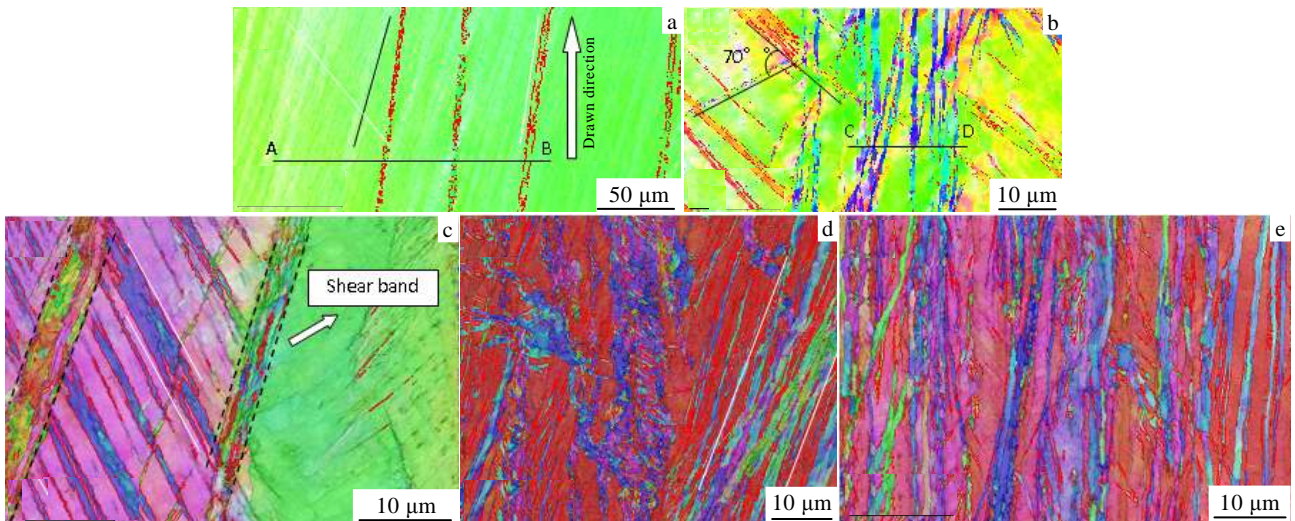 a
A
B
Drawn direction
50 μm
b
70°
C
D
10 μm
c
Shear band
10 μm
d
10 μm
e
10 μm